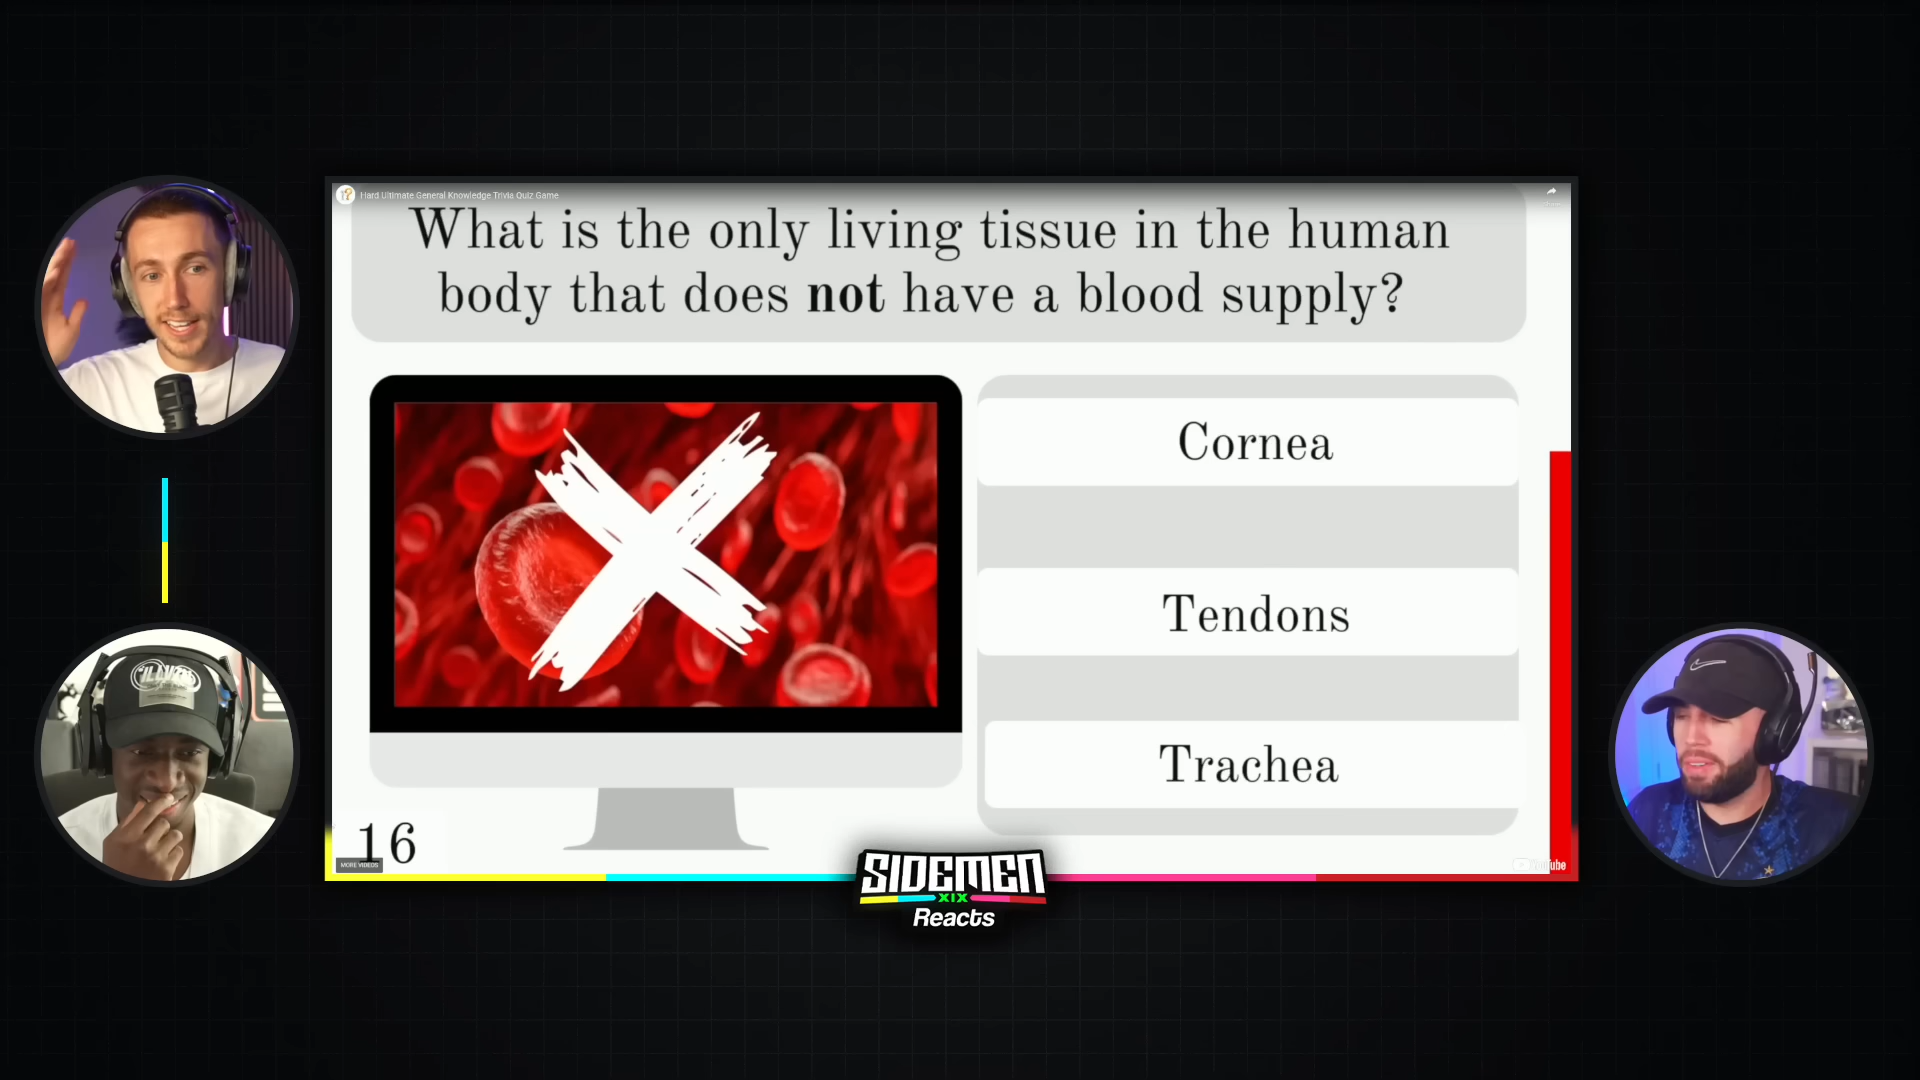 Hard Ultimate General Knowledge Trivia Quiz Game
What is the only living tissue in the human
body that does not have a blood supply?
Cornea
Tendons
Trachea
16
MORE VIDEOS
YouTube
SIDEMEN
XIX
Reacts